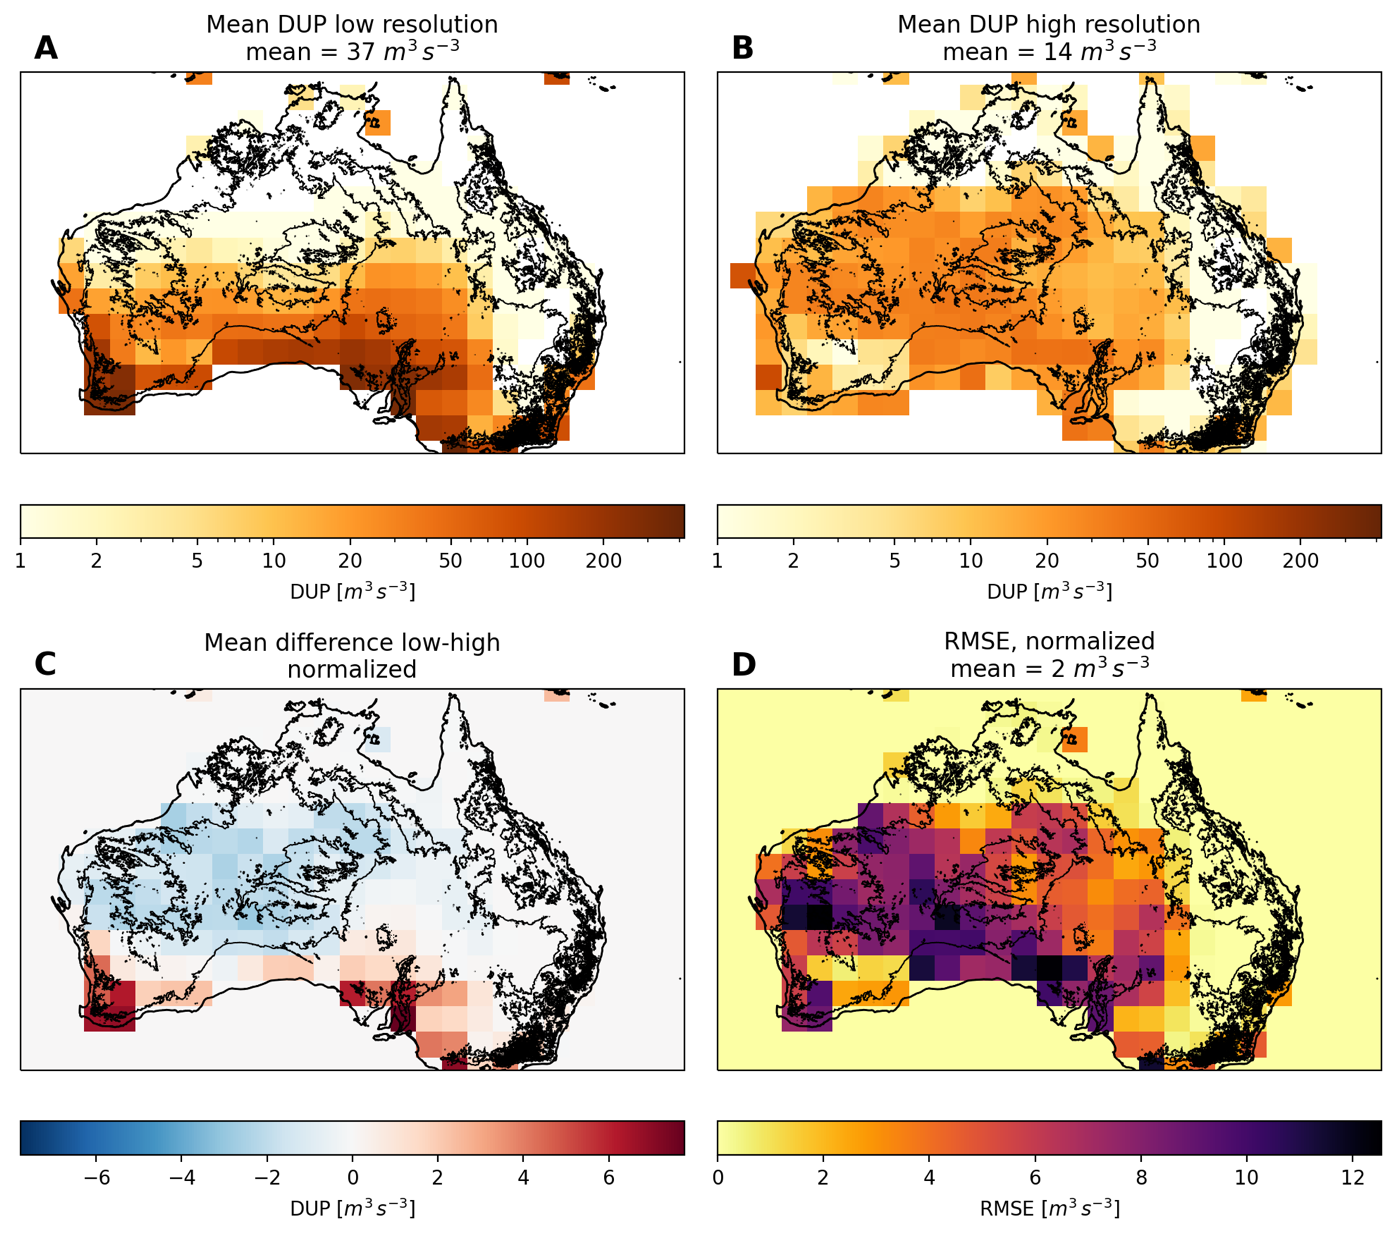 A
Mean DUP low resolution
mean = 37 m³ s⁻³
B
Mean DUP high resolution
mean = 14 m³ s⁻³
1 2 5 10 20 50 100 200
DUP [m³ s⁻³]
1 2 5 10 20 50 100 200
DUP [m³ s⁻³]
C
Mean difference low-high
normalized
D
RMSE, normalized
mean = 2 m³ s⁻³
−6 −4 −2 0 2 4 6
DUP [m³ s⁻³]
0 2 4 6 8 10 12
RMSE [m³ s⁻³]